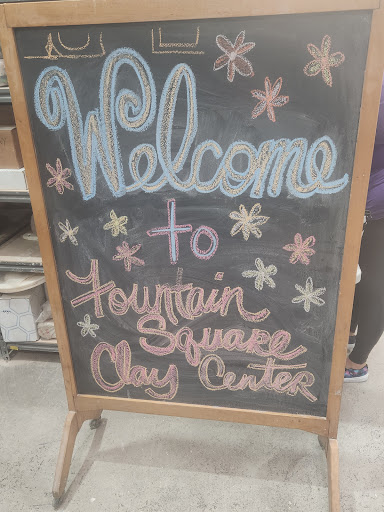 Welcome
to
Fountain
Square
Clay Center